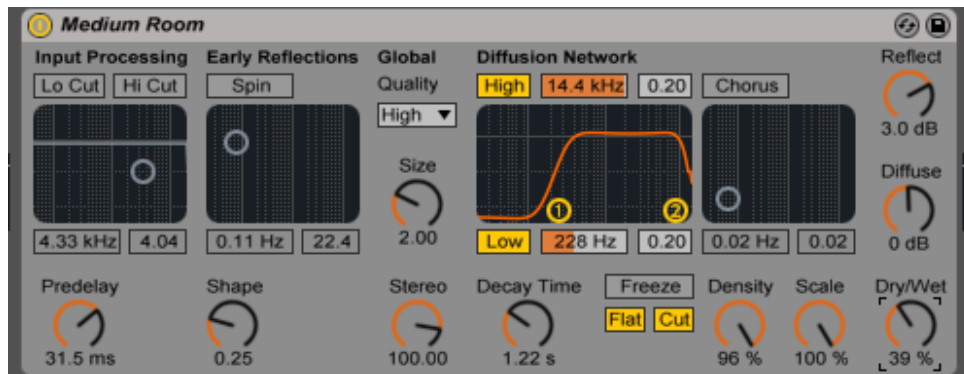 Medium Room
Input Processing Early Reflections Global Diffusion Network Reflect
Lo Cut Hi Cut Spin Quality High 14.4 kHz 0.20 Chorus
High
3.0 dB
Size Diffuse
1 2
4.33 kHz 4.04 0.11 Hz 22.4 2.00 Low 228 Hz 0.20 0.02 Hz 0.02 0 dB
Predelay Shape Stereo Decay Time Freeze Density Scale Dry/Wet
Flat Cut
31.5 ms 0.25 100.00 1.22 s 96 % 100 % 39 %